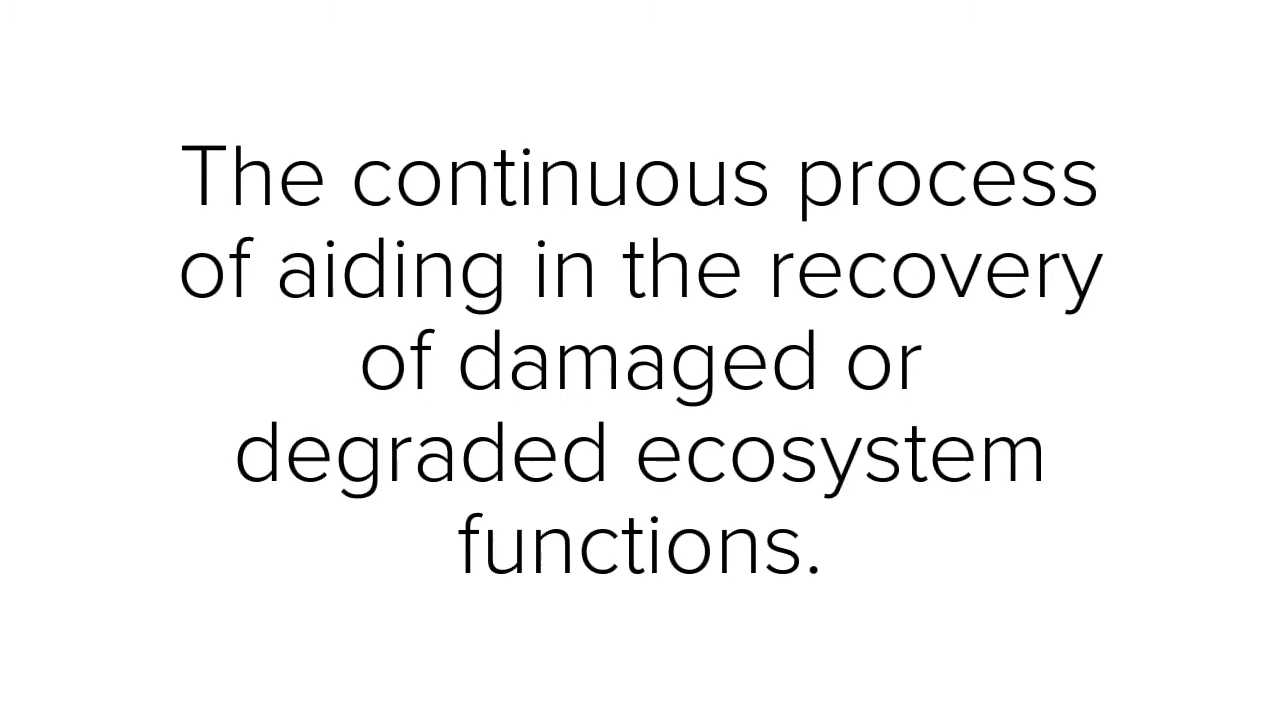 The continuous process
of aiding in the recovery
of damaged or
degraded ecosystem
functions.